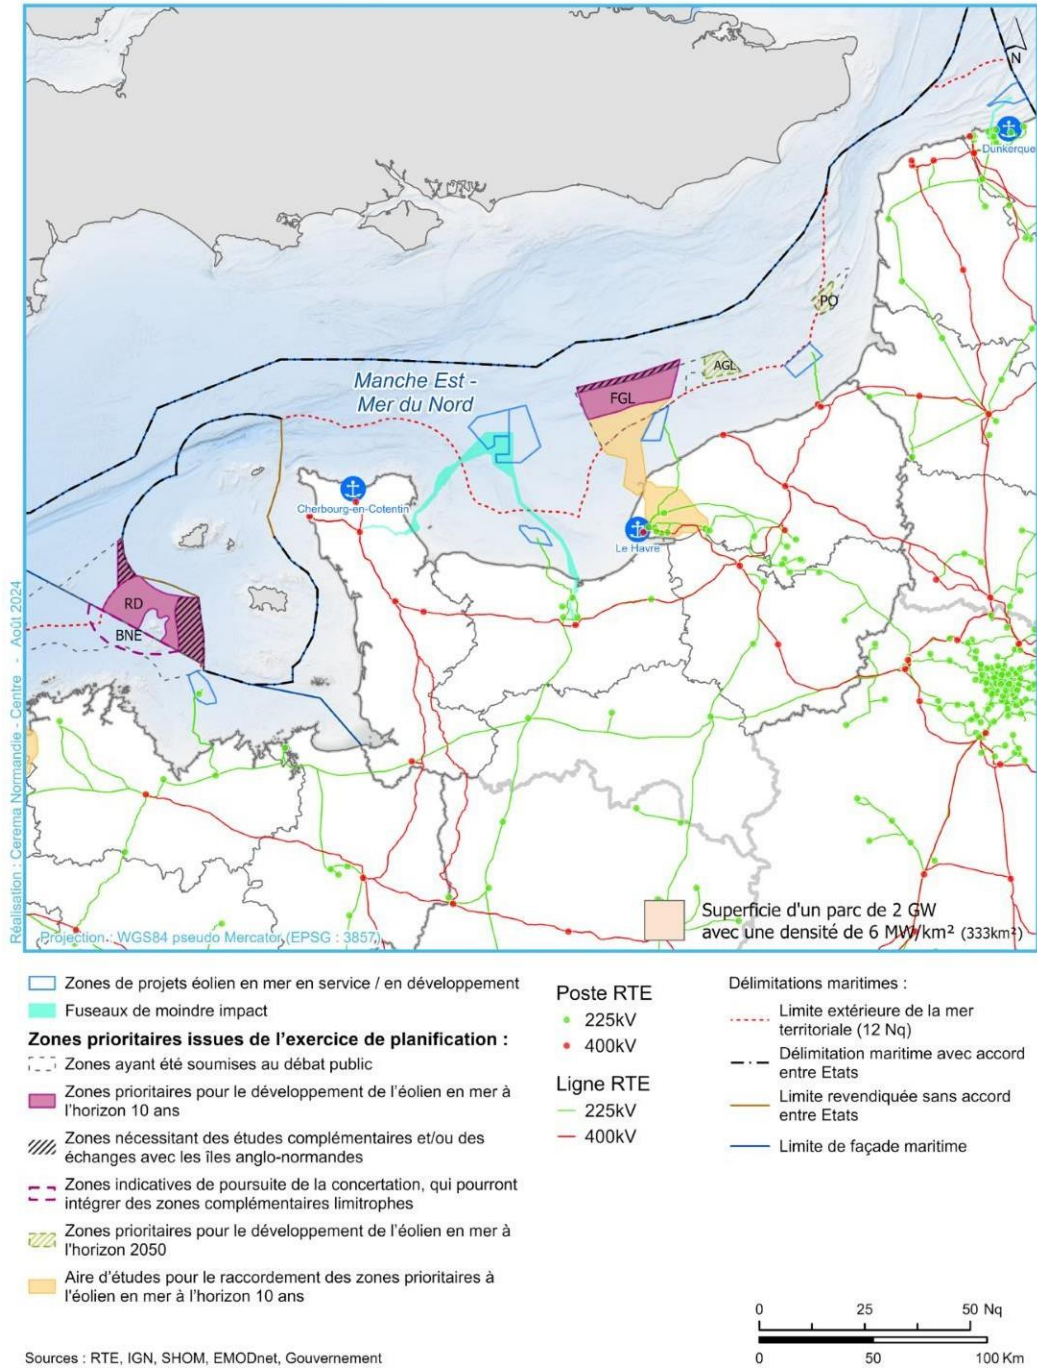 N
Dunkerque
PO
AGL
Manche Est -
Mer du Nord
FGL
Cherbourg-en-Cotentin
Le Havre
RD
BNE
Réalisation : Cerema Normandie - Centre - Août 2024
Superficie d'un parc de 2 GW
avec une densité de 6 MW/km² (333km²)
Projection : WGS84 pseudo Mercator (EPSG : 3857)
Zones de projets éolien en mer en service / en développement
Fuseaux de moindre impact
Zones prioritaires issues de l'exercice de planification :
Zones ayant été soumises au débat public
Zones prioritaires pour le développement de l'éolien en mer à
l'horizon 10 ans
Zones nécessitant des études complémentaires et/ou des
échanges avec les îles anglo-normandes
Zones indicatives de poursuite de la concertation, qui pourront
intégrer des zones complémentaires limitrophes
Zones prioritaires pour le développement de l'éolien en mer à
l'horizon 2050
Aire d'études pour le raccordement des zones prioritaires à
l'éolien en mer à l'horizon 10 ans
Poste RTE
225kV
400kV
Ligne RTE
225kV
400kV
Délimitations maritimes :
Limite extérieure de la mer
territoriale (12 Nq)
Délimitation maritime avec accord
entre Etats
Limite revendiquée sans accord
entre Etats
Limite de façade maritime
0 25 50 Nq
0 50 100 Km
Sources : RTE, IGN, SHOM, EMODnet, Gouvernement